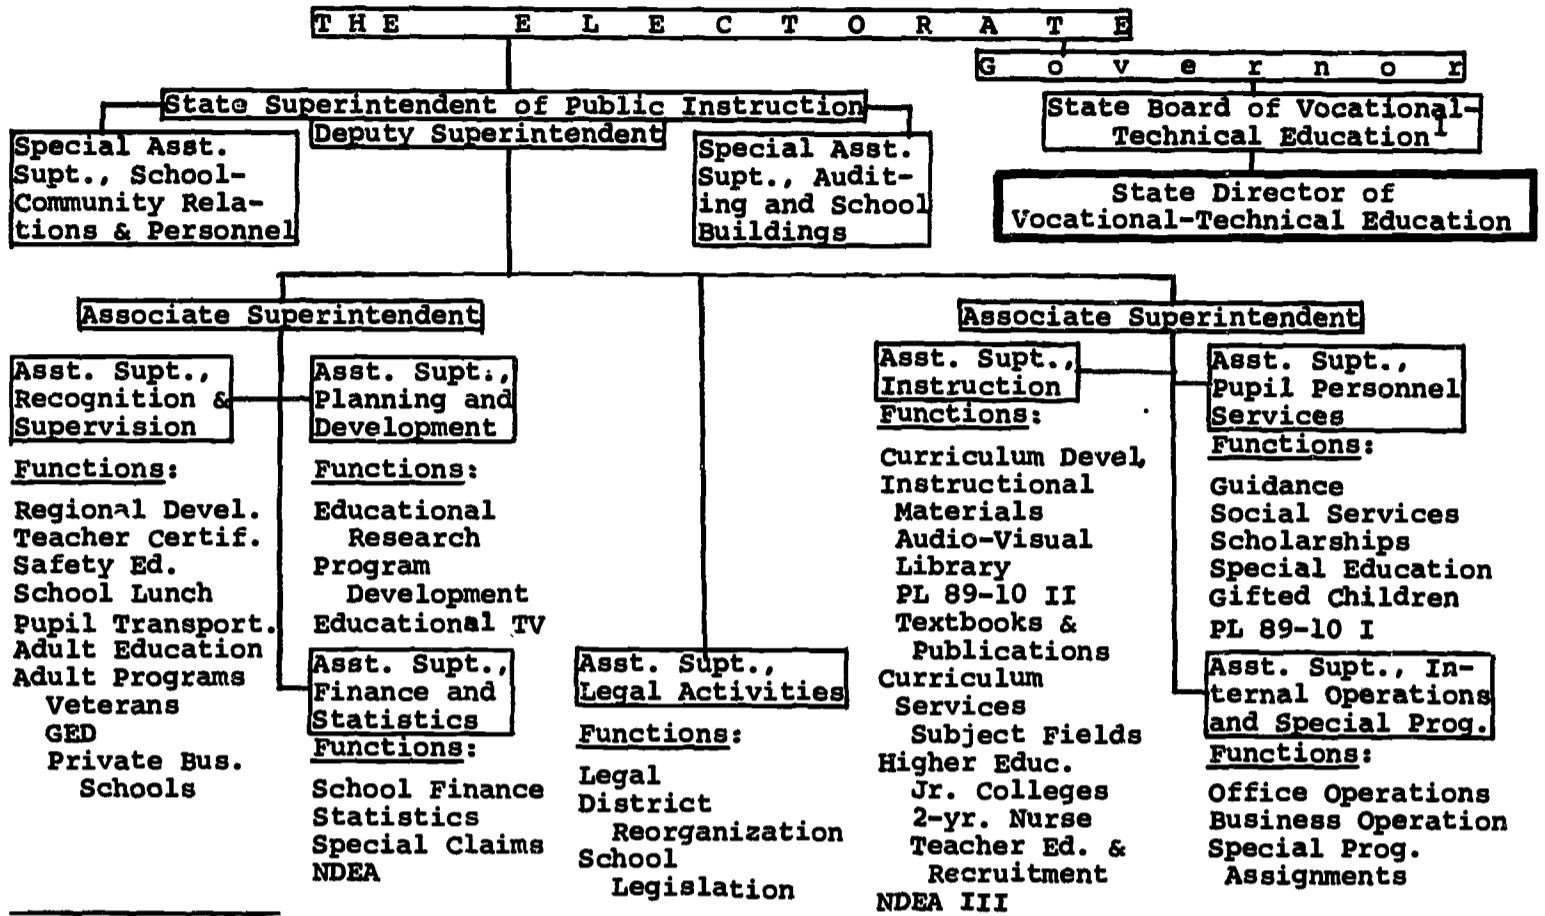 THE ELECTORATE
Governor
State Superintendent of Public Instruction
Deputy Superintendent
State Board of Vocational-
Technical Education1
State Director of
Vocational-Technical Education
Special Asst.
Supt., School-
Community Rela-
tions & Personnel
Special Asst.
Supt., Audit-
ing and School
Buildings
Associate Superintendent
Asst. Supt.,
Recognition &
Supervision
Functions:
Regional Devel.
Teacher Certif.
Safety Ed.
School Lunch
Pupil Transport.
Adult Education
Adult Programs
Veterans
GED
Private Bus.
Schools
Asst. Supt.,
Planning and
Development
Functions:
Educational
Research
Program
Development
Educational TV
Asst. Supt.,
Finance and
Statistics
Functions:
School Finance
Statistics
Special Claims
NDEA
Asst. Supt.,
Legal Activities
Functions:
Legal
District
Reorganization
School
Legislation
Associate Superintendent
Asst. Supt.,
Instruction
Functions:
Curriculum Devel.
Instructional
Materials
Audio-Visual
Library
PL 89-10 II
Textbooks &
Publications
Curriculum
Services
Subject Fields
Higher Educ.
Jr. Colleges
2-yr. Nurse
Teacher Ed. &
Recruitment
NDEA III
Asst. Supt.,
Pupil Personnel
Services
Functions:
Guidance
Social Services
Scholarships
Special Education
Gifted Children
PL 89-10 I
Asst. Supt., In-
ternal Operations
and Special Prog.
Functions:
Office Operations
Business Operation
Special Prog.
Assignments